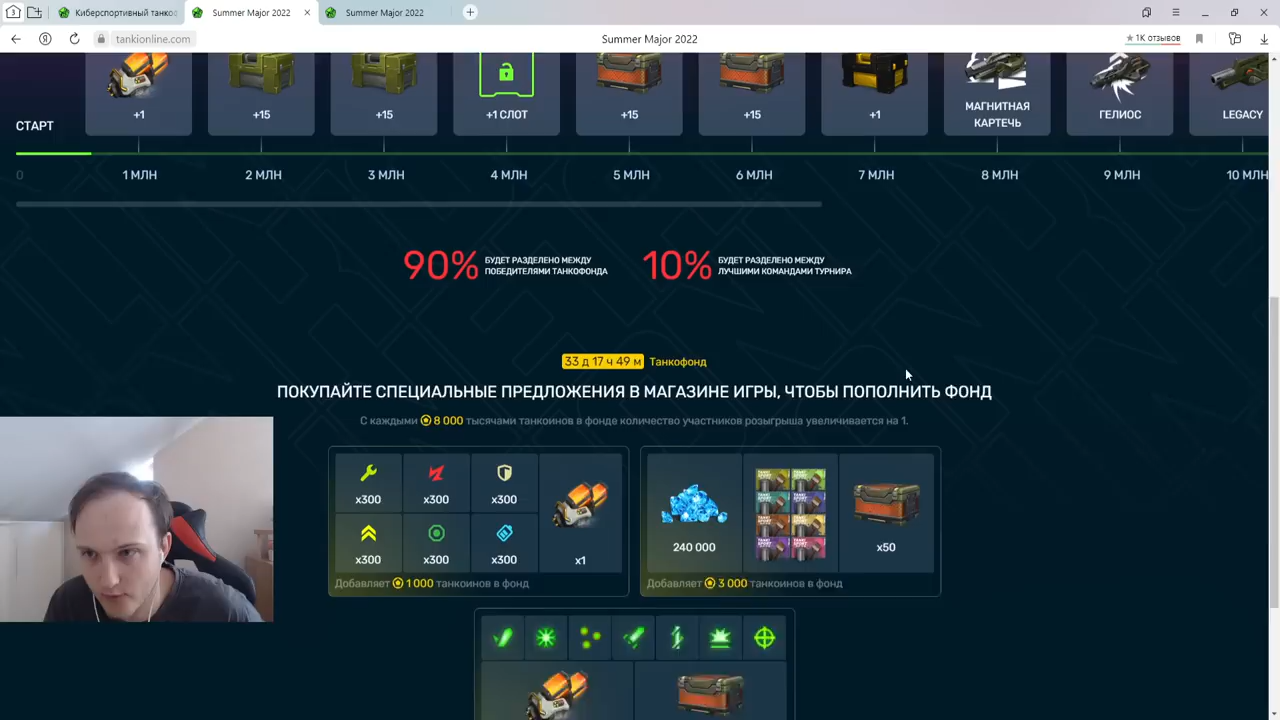 3
Киберспортивный танко
Summer Major 2022
Summer Major 2022
tankionline.com
Summer Major 2022
1K отзывов
СТАРТ
+1
+15
+15
+1 СЛОТ
+15
+15
+1
МАГНИТНАЯ
КАРТЕЧЬ
ГЕЛИОС
LEGACY
0
1 МЛН
2 МЛН
3 МЛН
4 МЛН
5 МЛН
6 МЛН
7 МЛН
8 МЛН
9 МЛН
10 МЛН
90%
БУДЕТ РАЗДЕЛЕНО МЕЖДУ
ПОБЕДИТЕЛЯМИ ТАНКОФОНДА
10%
БУДЕТ РАЗДЕЛЕНО МЕЖДУ
ЛУЧШИМИ КОМАНДАМИ ТУРНИРА
33 д 17 ч 49 м Танкофонд
ПОКУПАЙТЕ СПЕЦИАЛЬНЫЕ ПРЕДЛОЖЕНИЯ В МАГАЗИНЕ ИГРЫ, ЧТОБЫ ПОПОЛНИТЬ ФОНД
С каждыми 8 000 тысячами танкоинов в фонде количество участников розыгрыша увеличивается на 1.
x300
x300
x300
x300
x300
x300
x1
Добавляет 1 000 танкоинов в фонд
240 000
x50
Добавляет 3 000 танкоинов в фонд